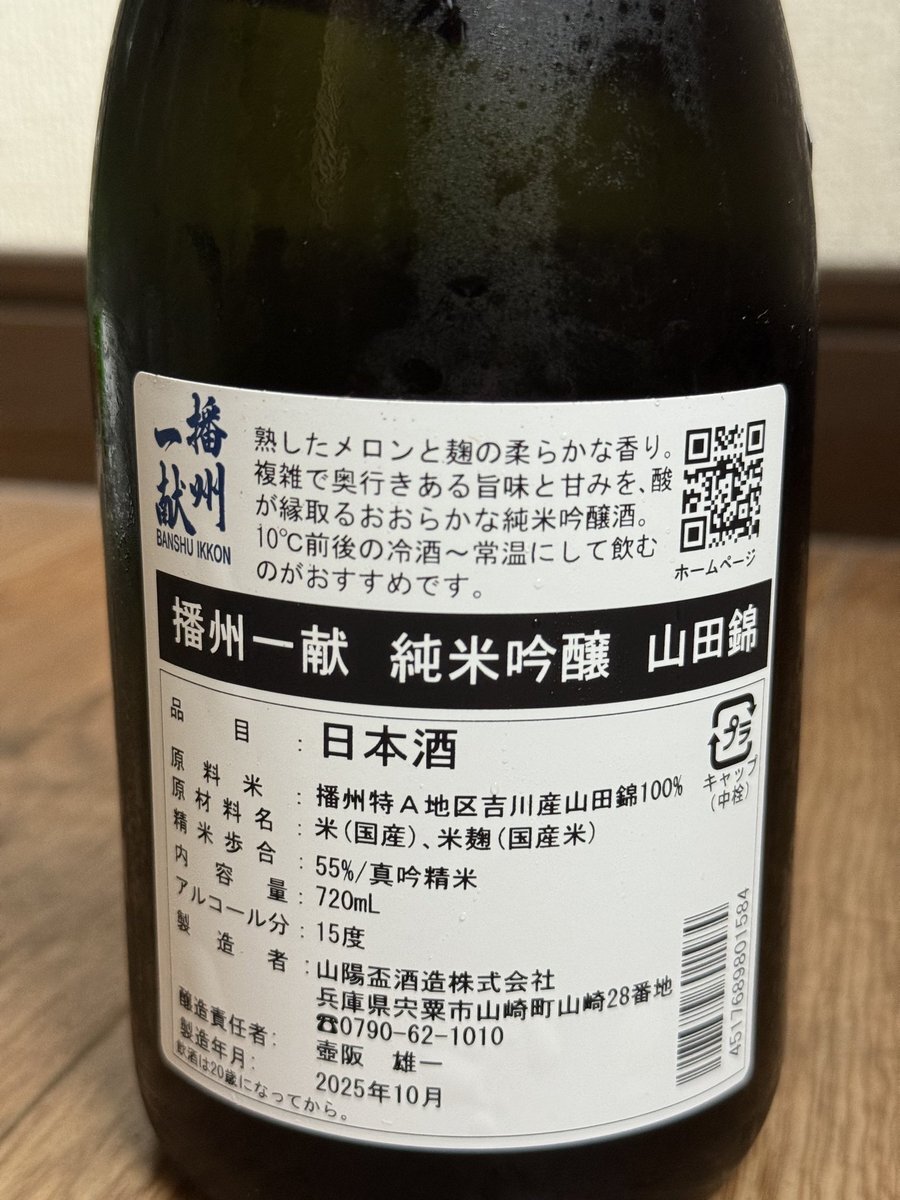 播州
一献
BANSHU IKKON
熟したメロンと麹の柔らかな香り。
複雑で奥行きある旨味と甘みを、酸
が縁取るおおらかな純米吟醸酒。
10℃前後の冷酒～常温にして飲む
のがおすすめです。
ホームページ
播州一献 純米吟醸 山田錦
品目：日本酒
原料米：播州特A地区吉川産山田錦100%
原材料名：米(国産)、米麹(国産米)
精米歩合：55%/真吟精米
内容量：720mL
アルコール分：15度
製造者：山陽盃酒造株式会社
兵庫県宍粟市山崎町山崎28番地
☎0790-62-1010
醸造責任者：壺阪 雄一
製造年月：2025年10月
飲酒は20歳になってから。
プラ
キャップ
(中栓)
4517689801584